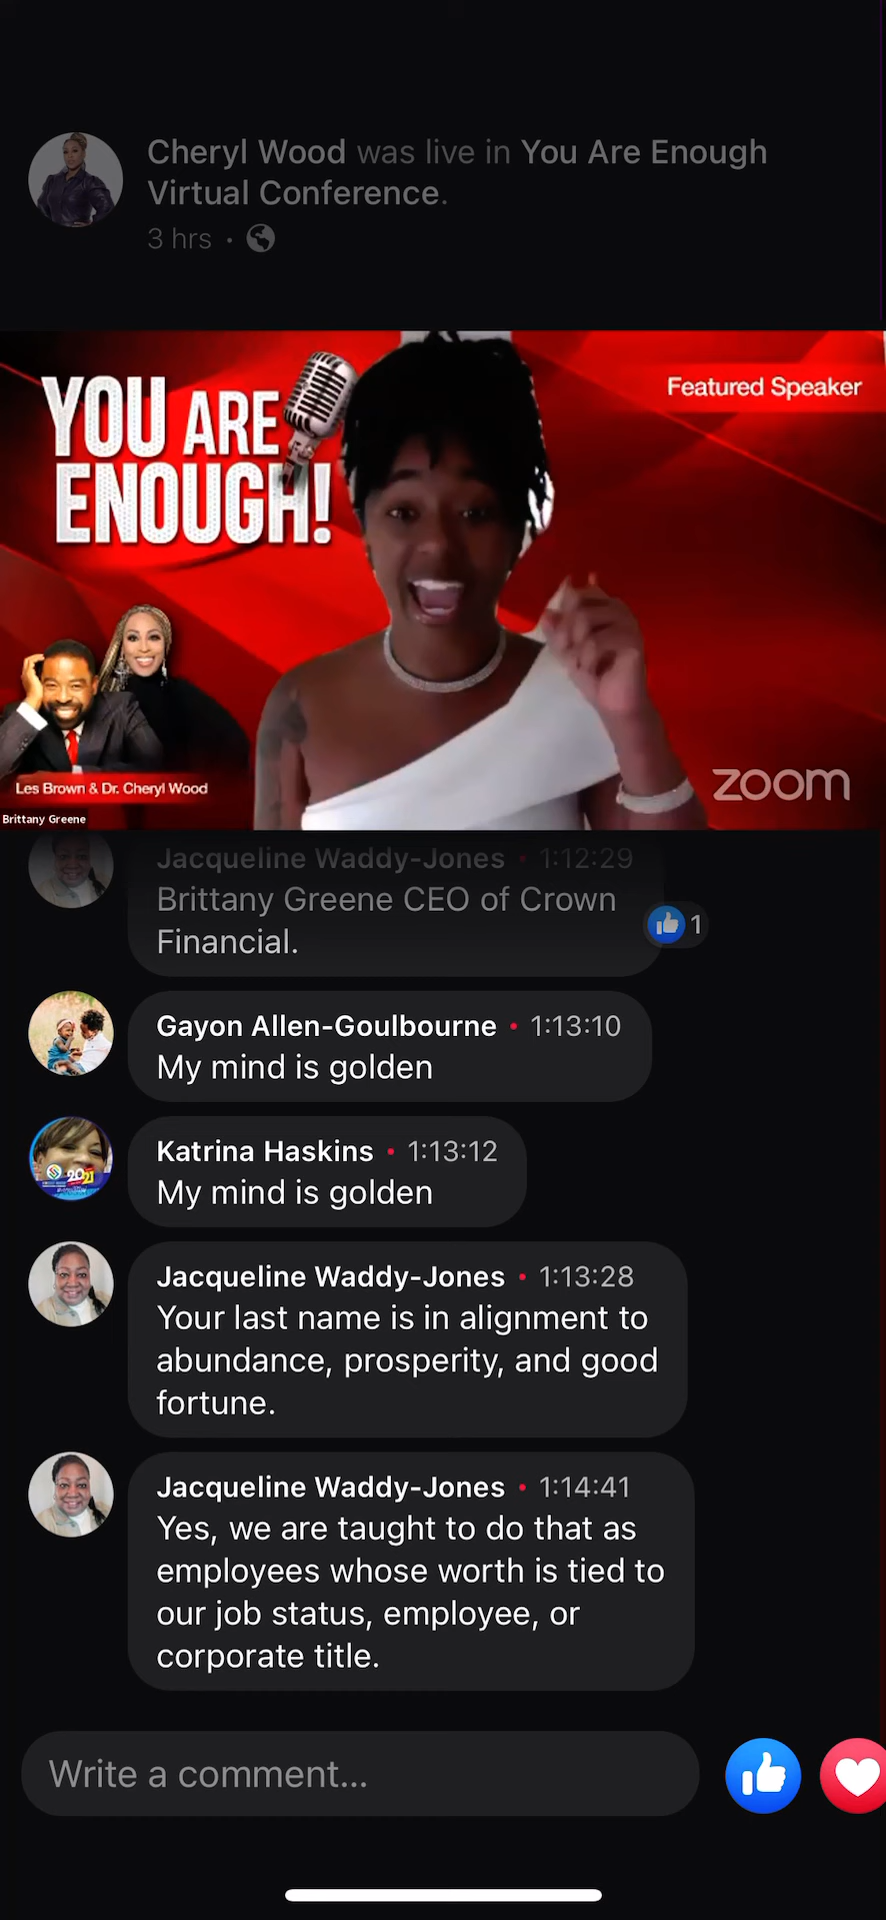 Cheryl Wood was live in You Are Enough
Virtual Conference.
3 hrs ·
YOU ARE
ENOUGH!
Featured Speaker
Les Brown & Dr. Cheryl Wood
zoom
Brittany Greene
Jacqueline Waddy-Jones • 1:12:29
Brittany Greene CEO of Crown
Financial.
1
Gayon Allen-Goulbourne • 1:13:10
My mind is golden
Katrina Haskins • 1:13:12
My mind is golden
Jacqueline Waddy-Jones • 1:13:28
Your last name is in alignment to
abundance, prosperity, and good
fortune.
Jacqueline Waddy-Jones • 1:14:41
Yes, we are taught to do that as
employees whose worth is tied to
our job status, employee, or
corporate title.
Write a comment...